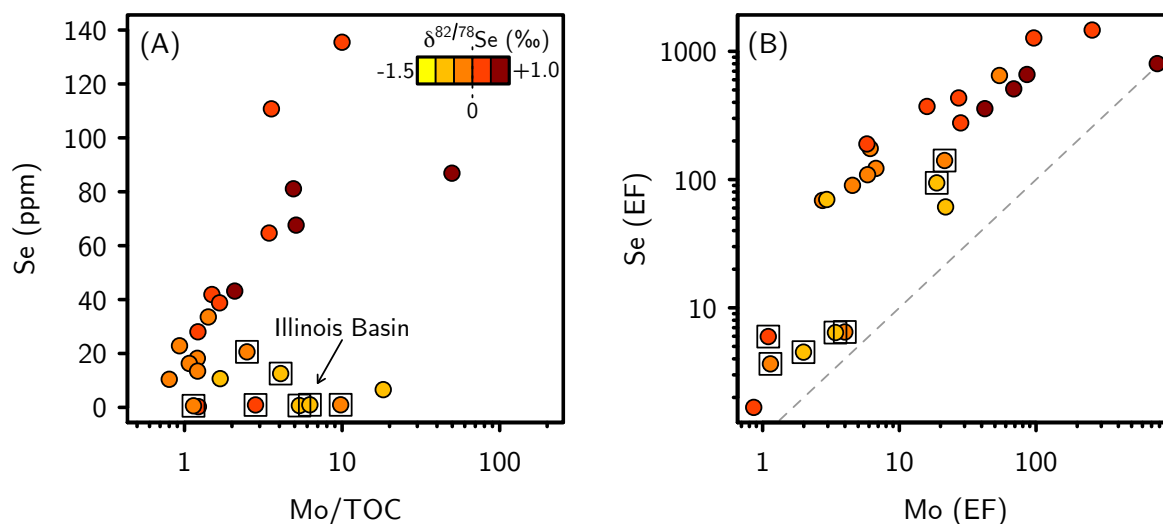 (A)
δ82/78Se (‰)
-1.5
+1.0
0
Illinois Basin
140
120
100
80
60
40
20
0
Se (ppm)
1
10
100
Mo/TOC
(B)
1000
100
10
Se (EF)
1
10
100
Mo (EF)